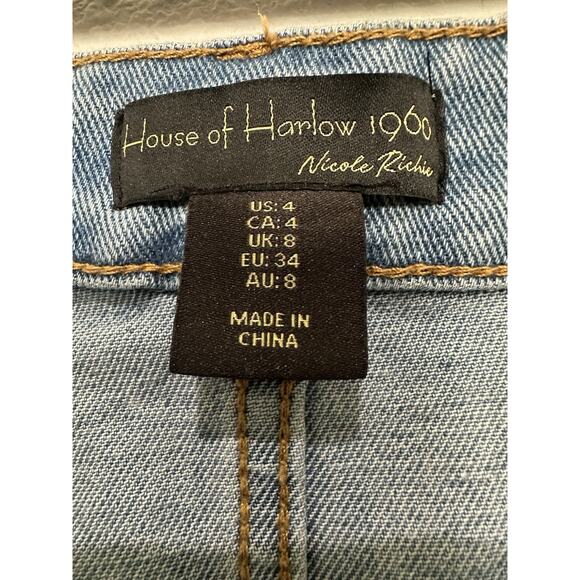 House of Harlow 1960
Nicole Richie
US: 4
CA: 4
UK: 8
EU: 34
AU: 8
MADE IN
CHINA